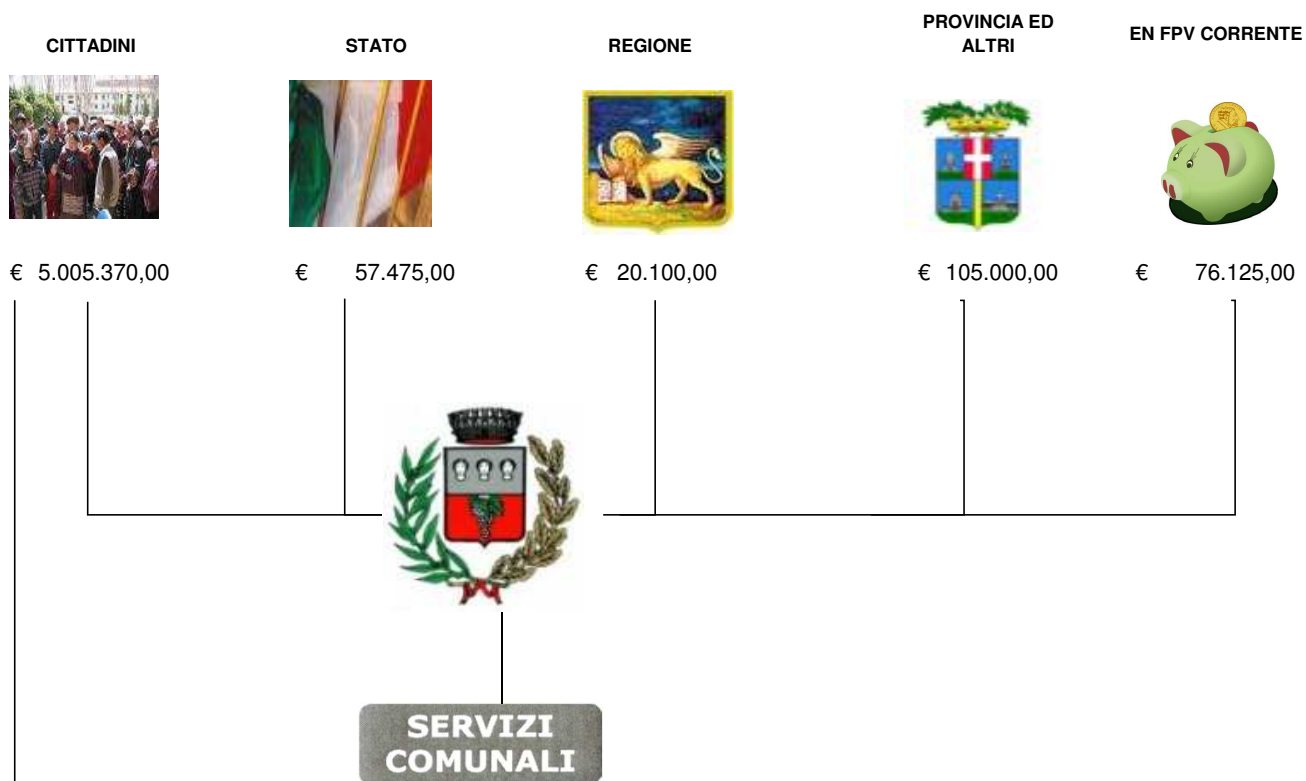 CITTADINI
STATO
REGIONE
PROVINCIA ED
ALTRI
EN FPV CORRENTE
€ 5.005.370,00
€ 57.475,00
€ 20.100,00
€ 105.000,00
€ 76.125,00
SERVIZI
COMUNALI